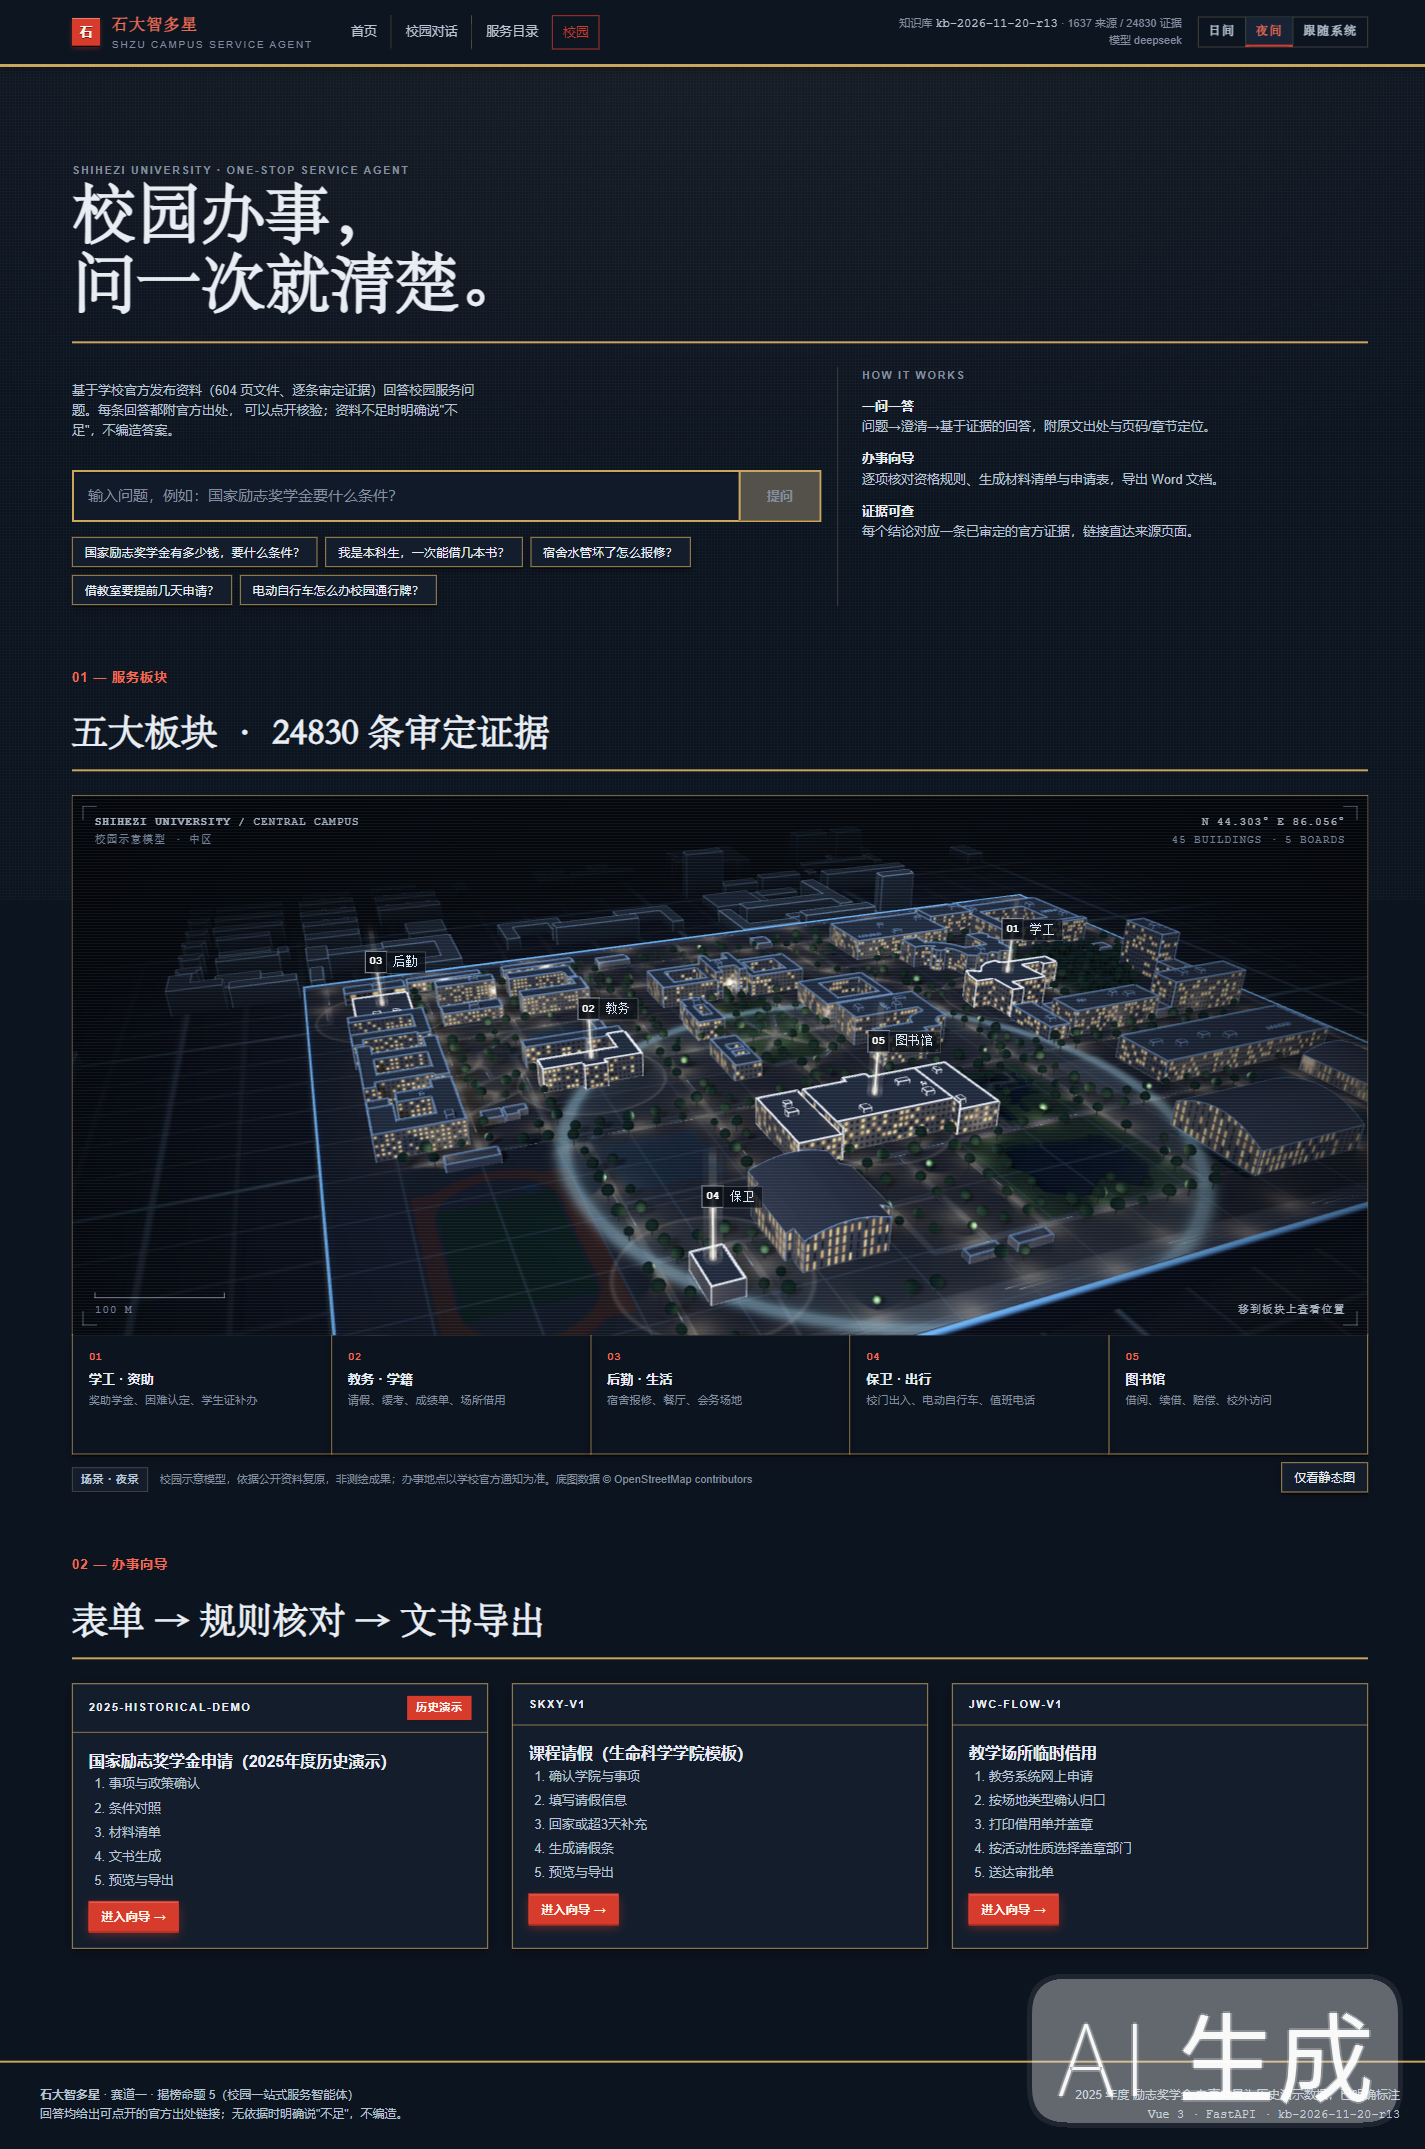 石 石大智多星
SHZU CAMPUS SERVICE AGENT
首页 校园对话 服务目录 校园
知识库 kb-2026-11-20-r13 · 1637 来源 / 24830 证据
模型 deepseek
日间 夜间 跟随系统
SHIHEZI UNIVERSITY · ONE-STOP SERVICE AGENT
校园办事，
问一次就清楚。
基于学校官方发布资料（604 页文件、逐条审定证据）回答校园服务问
题。每条回答都附官方出处， 可以点开核验；资料不足时明确说"不
足"，不编造答案。
输入问题，例如：国家励志奖学金要什么条件？ 提问
国家励志奖学金有多少钱，要什么条件？ 我是本科生，一次能借几本书？ 宿舍水管坏了怎么报修？
借教室要提前几天申请？ 电动自行车怎么办校园通行牌？
HOW IT WORKS
一问一答
问题→澄清→基于证据的回答，附原文出处与页码/章节定位。
办事向导
逐项核对资格规则、生成材料清单与申请表，导出 Word 文档。
证据可查
每个结论对应一条已审定的官方证据，链接直达来源页面。
01 — 服务板块
五大板块 · 24830 条审定证据
SHIHEZI UNIVERSITY / CENTRAL CAMPUS
校园示意模型 · 中区
N 44.303° E 86.056°
45 BUILDINGS · 5 BOARDS
01 学工
03 后勤
02 教务
05 图书馆
04 保卫
100 M
移到板块上查看位置
01
学工 · 资助
奖助学金、困难认定、学生证补办
02
教务 · 学籍
请假、缓考、成绩单、场所借用
03
后勤 · 生活
宿舍报修、餐厅、会务场地
04
保卫 · 出行
校门出入、电动自行车、值班电话
05
图书馆
借阅、续借、赔偿、校外访问
场景 · 夜景 校园示意模型，依据公开资料复原，非测绘成果；办事地点以学校官方通知为准。底图数据 © OpenStreetMap contributors
仅看静态图
02 — 办事向导
表单 → 规则核对 → 文书导出
2025-HISTORICAL-DEMO 历史演示
国家励志奖学金申请（2025年度历史演示）
1. 事项与政策确认
2. 条件对照
3. 材料清单
4. 文书生成
5. 预览与导出
进入向导 →
SKXY-V1
课程请假（生命科学学院模板）
1. 确认学院与事项
2. 填写请假信息
3. 回家或超3天补充
4. 生成请假条
5. 预览与导出
进入向导 →
JWC-FLOW-V1
教学场所临时借用
1. 教务系统网上申请
2. 按场地类型确认归口
3. 打印借用单并盖章
4. 按活动性质选择盖章部门
5. 送达审批单
进入向导 →
石大智多星 · 赛道一 · 揭榜命题 5（校园一站式服务智能体）
回答均给出可点开的官方出处链接；无依据时明确说"不足"，不编造。
2025 年度 励志奖学金
Vue 3 · FastAPI · kb-2026-11-20-r13
AI 生成